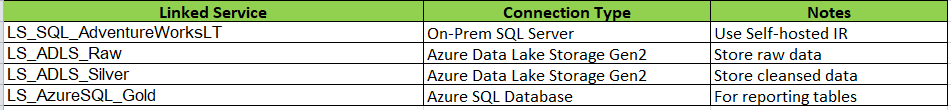 Linked Service Connection Type Notes
LS_SQL_AdventureWorksLT On-Prem SQL Server Use Self-hosted IR
LS_ADLS_Raw Azure Data Lake Storage Gen2 Store raw data
LS_ADLS_Silver Azure Data Lake Storage Gen2 Store cleansed data
LS_AzureSQL_Gold Azure SQL Database For reporting tables